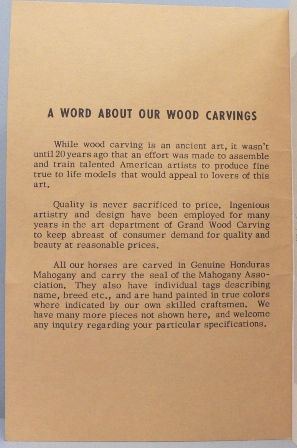 A WORD ABOUT OUR WOOD CARVINGS
While wood carving is an ancient art, it wasn't
until 20 years ago that an effort was made to assemble
and train talented American artists to produce fine
true to life models that would appeal to lovers of this
art.
Quality is never sacrificed to price. Ingenious
artistry and design have been employed for many
years in the art department of Grand Wood Carving
to keep abreast of consumer demand for quality and
beauty at reasonable prices.
All our horses are carved in Genuine Honduras
Mahogany and carry the seal of the Mahogany Asso-
ciation. They also have individual tags describing
name, breed etc., and are hand painted in true colors
where indicated by our own skilled craftsmen. We
have many more pieces not shown here, and welcome
any inquiry regarding your particular specifications.